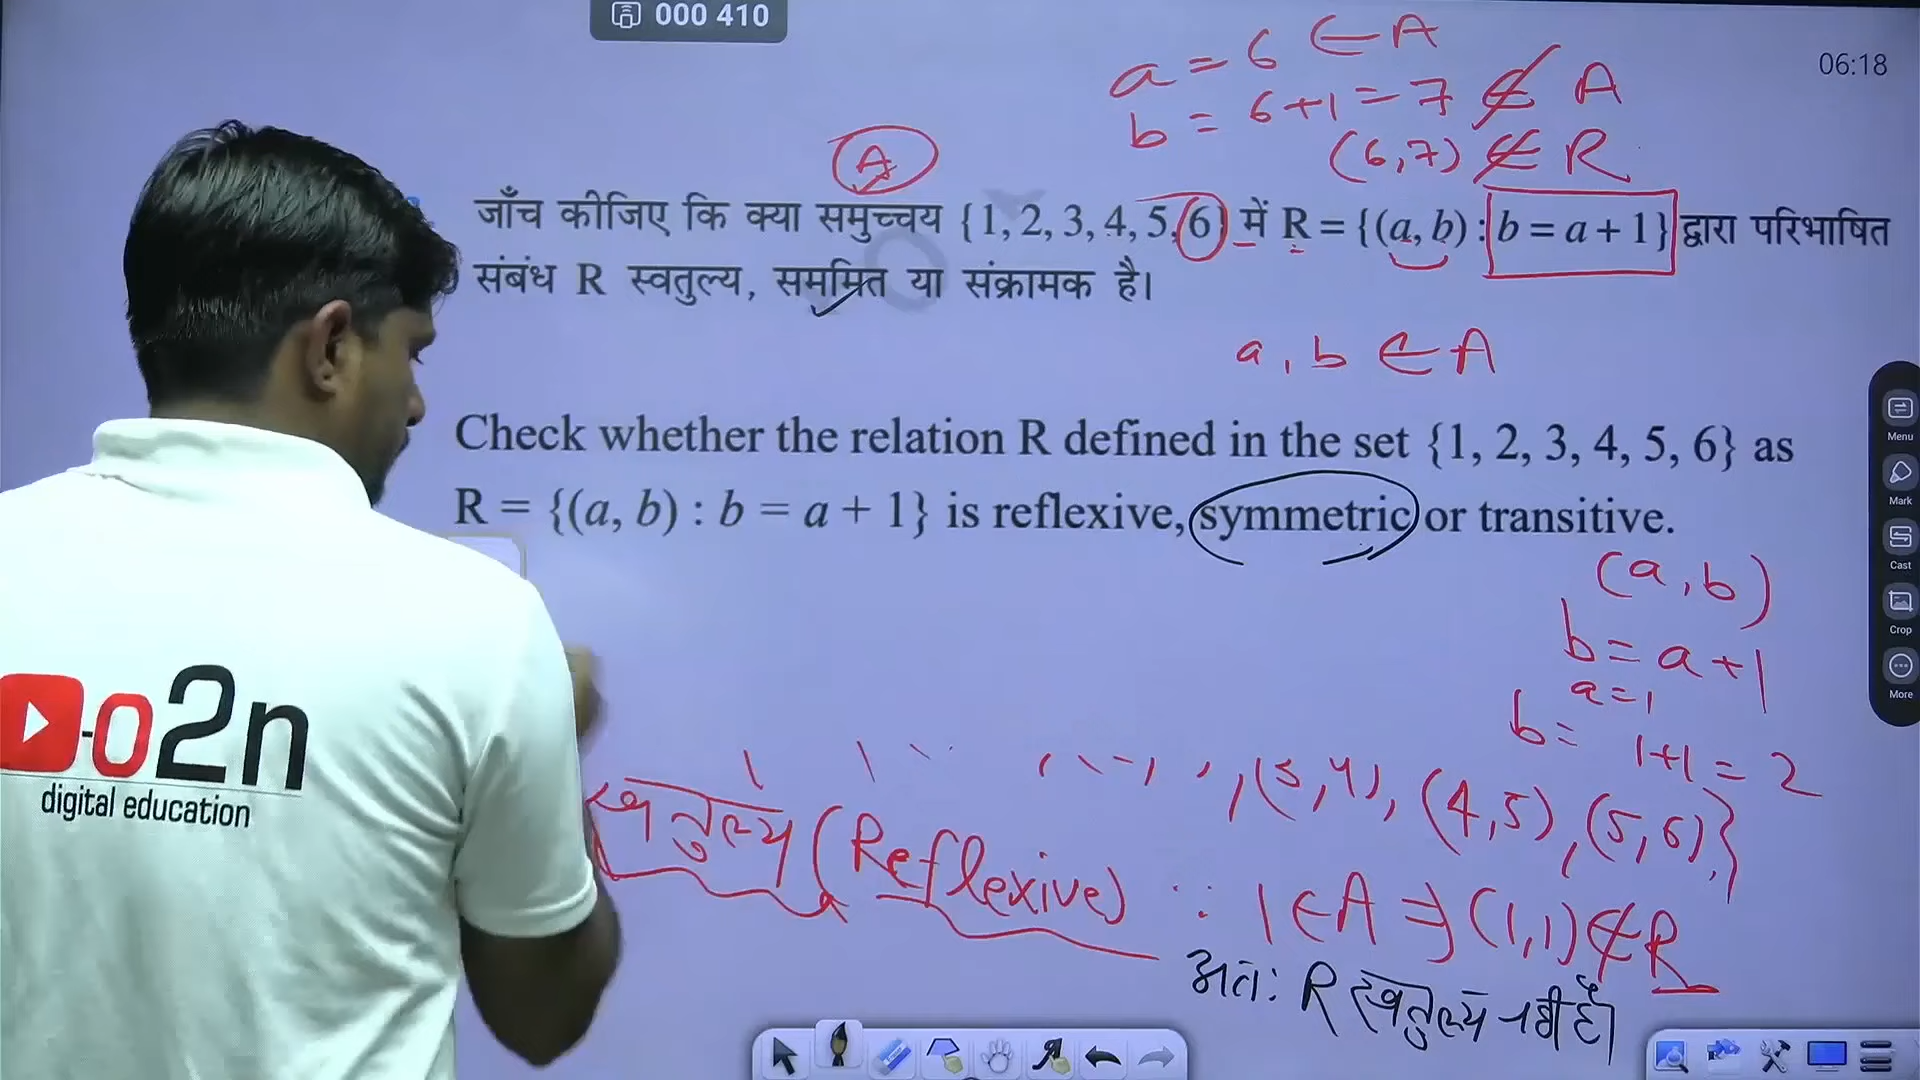 000 410
06:18
a = 6 ∈ A
b = 6+1 = 7 ∉ A
(6,7) ∉ R
A
जाँच कीजिए कि क्या समुच्चय {1, 2, 3, 4, 5, 6} में R = {(a, b) : b = a + 1} द्वारा परिभाषित
संबंध R स्वतुल्य, सममित या संक्रामक है।
a, b ∈ A
Check whether the relation R defined in the set {1, 2, 3, 4, 5, 6} as
R = {(a, b) : b = a + 1} is reflexive, symmetric or transitive.
(a, b)
b = a + 1
a = 1
b = 1+1 = 2
,(3,4), (4,5), (5,6)}
स्वतुल्य (Reflexive) ∵ 1 ∈ A ⇒ (1,1) ∉ R
अतः R स्वतुल्य नहीं है।
-o2n
digital education
Menu
Mark
Cast
Crop
More